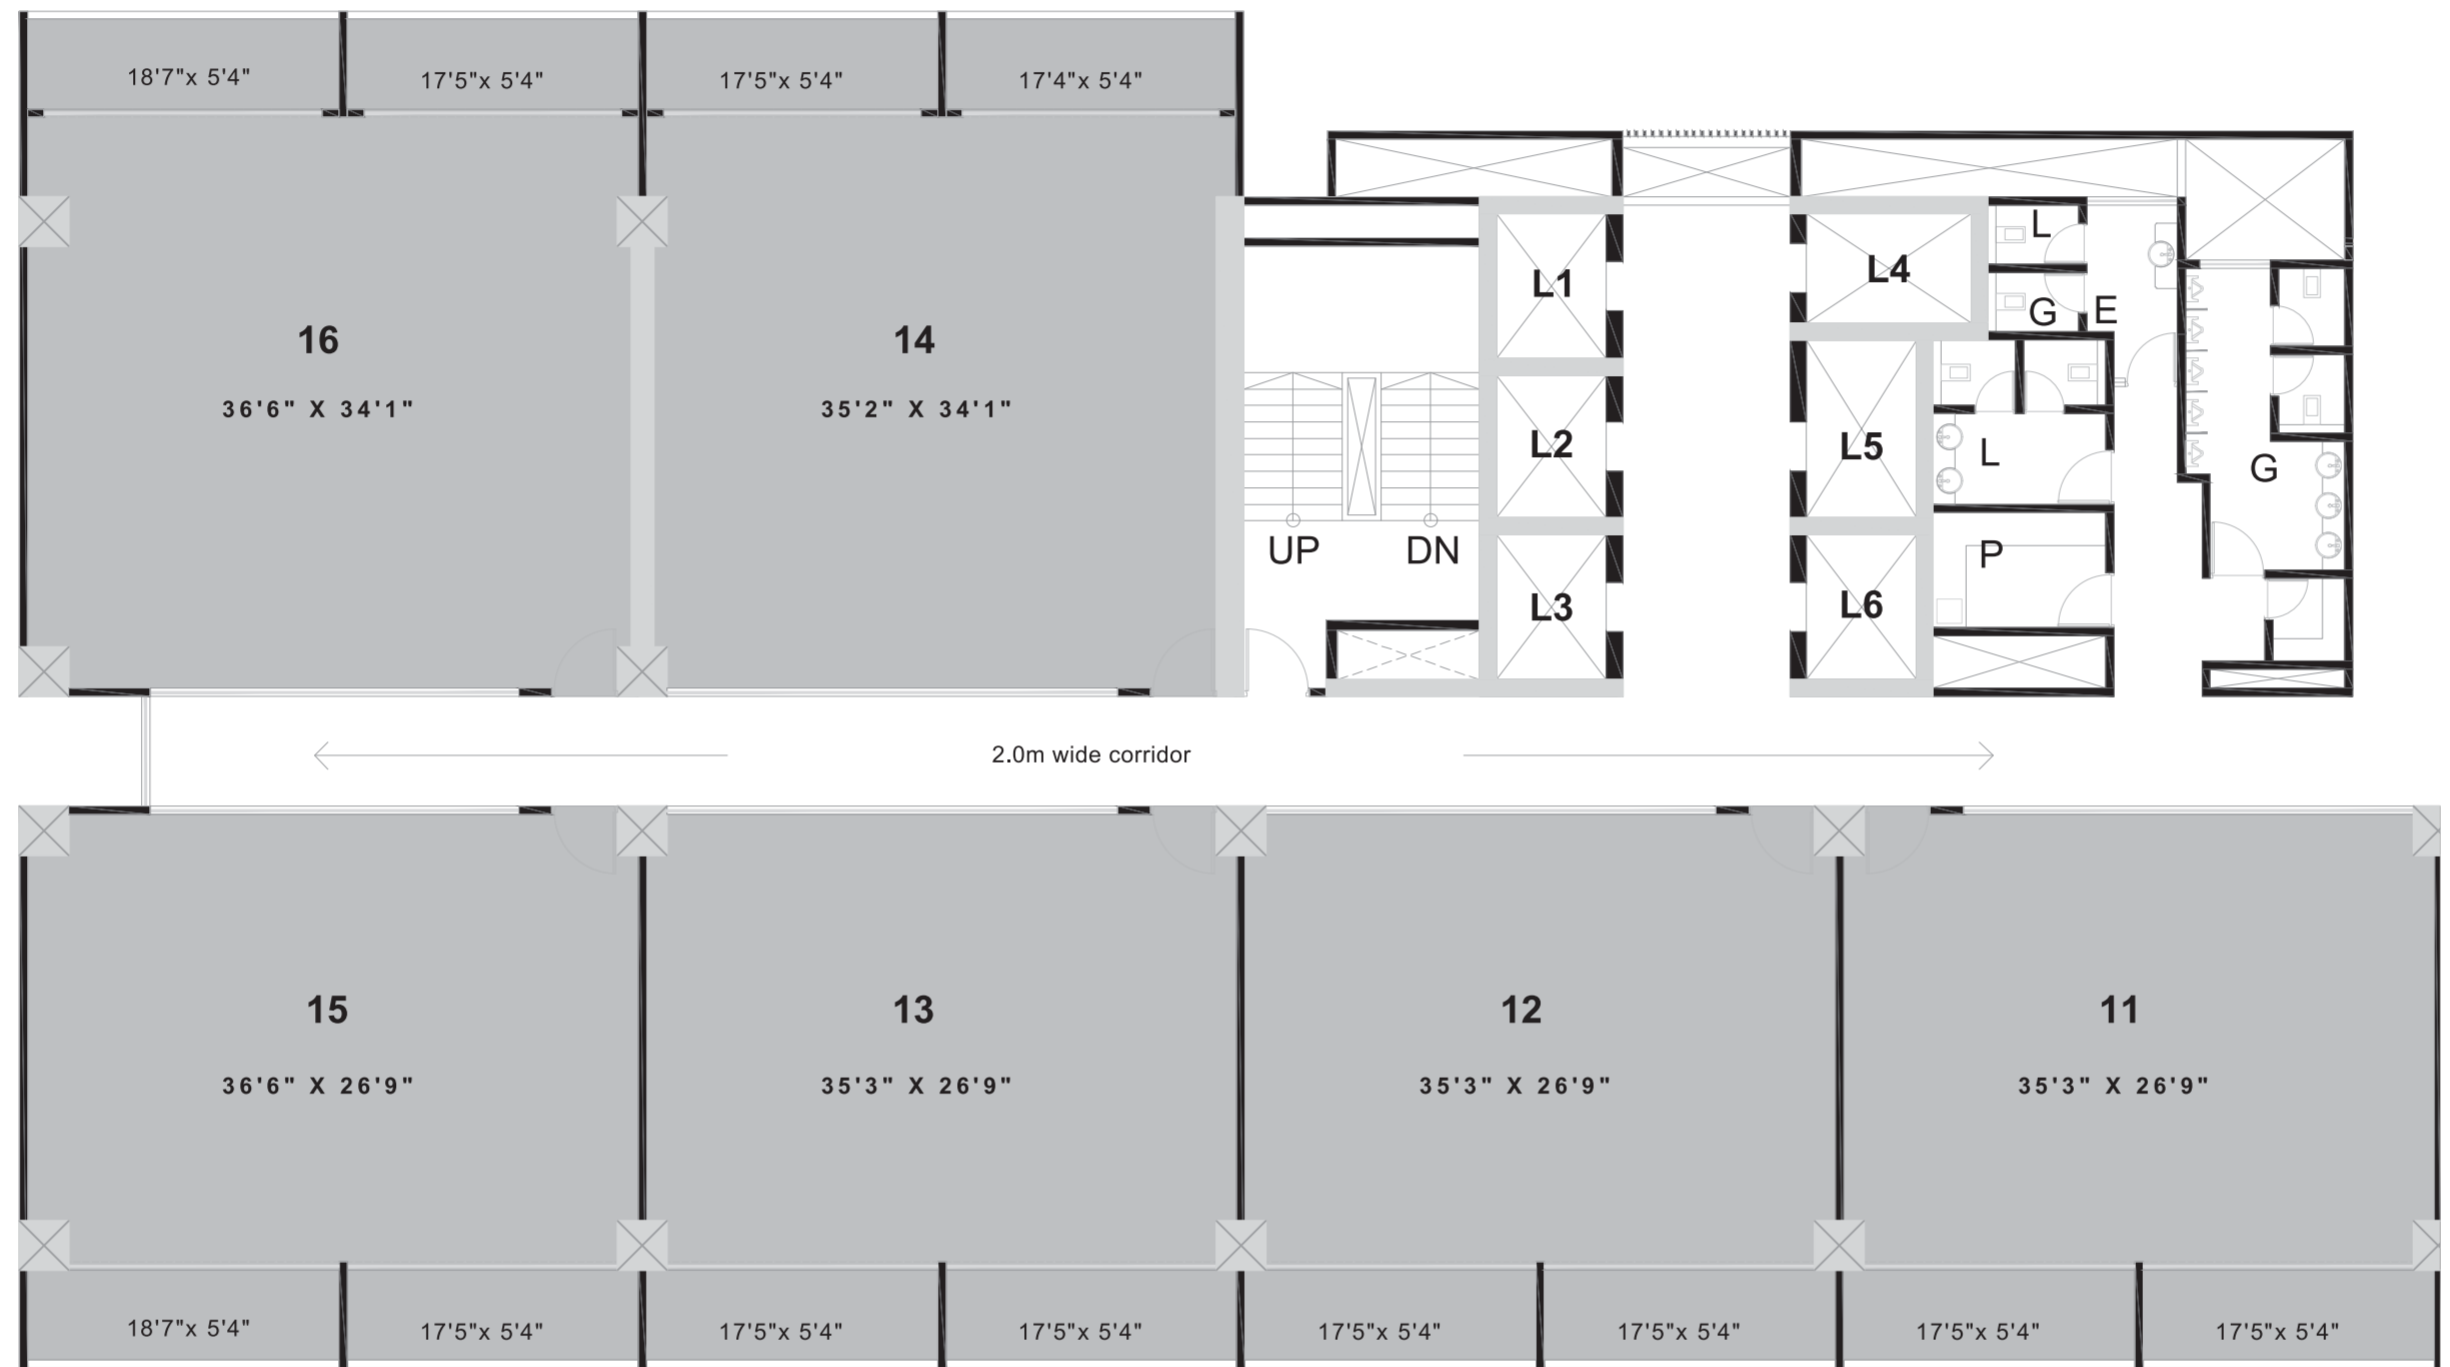 18'7"x 5'4" 17'5"x 5'4" 17'5"x 5'4" 17'4"x 5'4"
L
L1 L4
G E
16 14
36'6" X 34'1" 35'2" X 34'1"
L2 L5 L
G
UP DN P
L3 L6
2.0m wide corridor
15 13 12 11
36'6" X 26'9" 35'3" X 26'9" 35'3" X 26'9" 35'3" X 26'9"
18'7"x 5'4" 17'5"x 5'4" 17'5"x 5'4" 17'5"x 5'4" 17'5"x 5'4" 17'5"x 5'4" 17'5"x 5'4" 17'5"x 5'4"